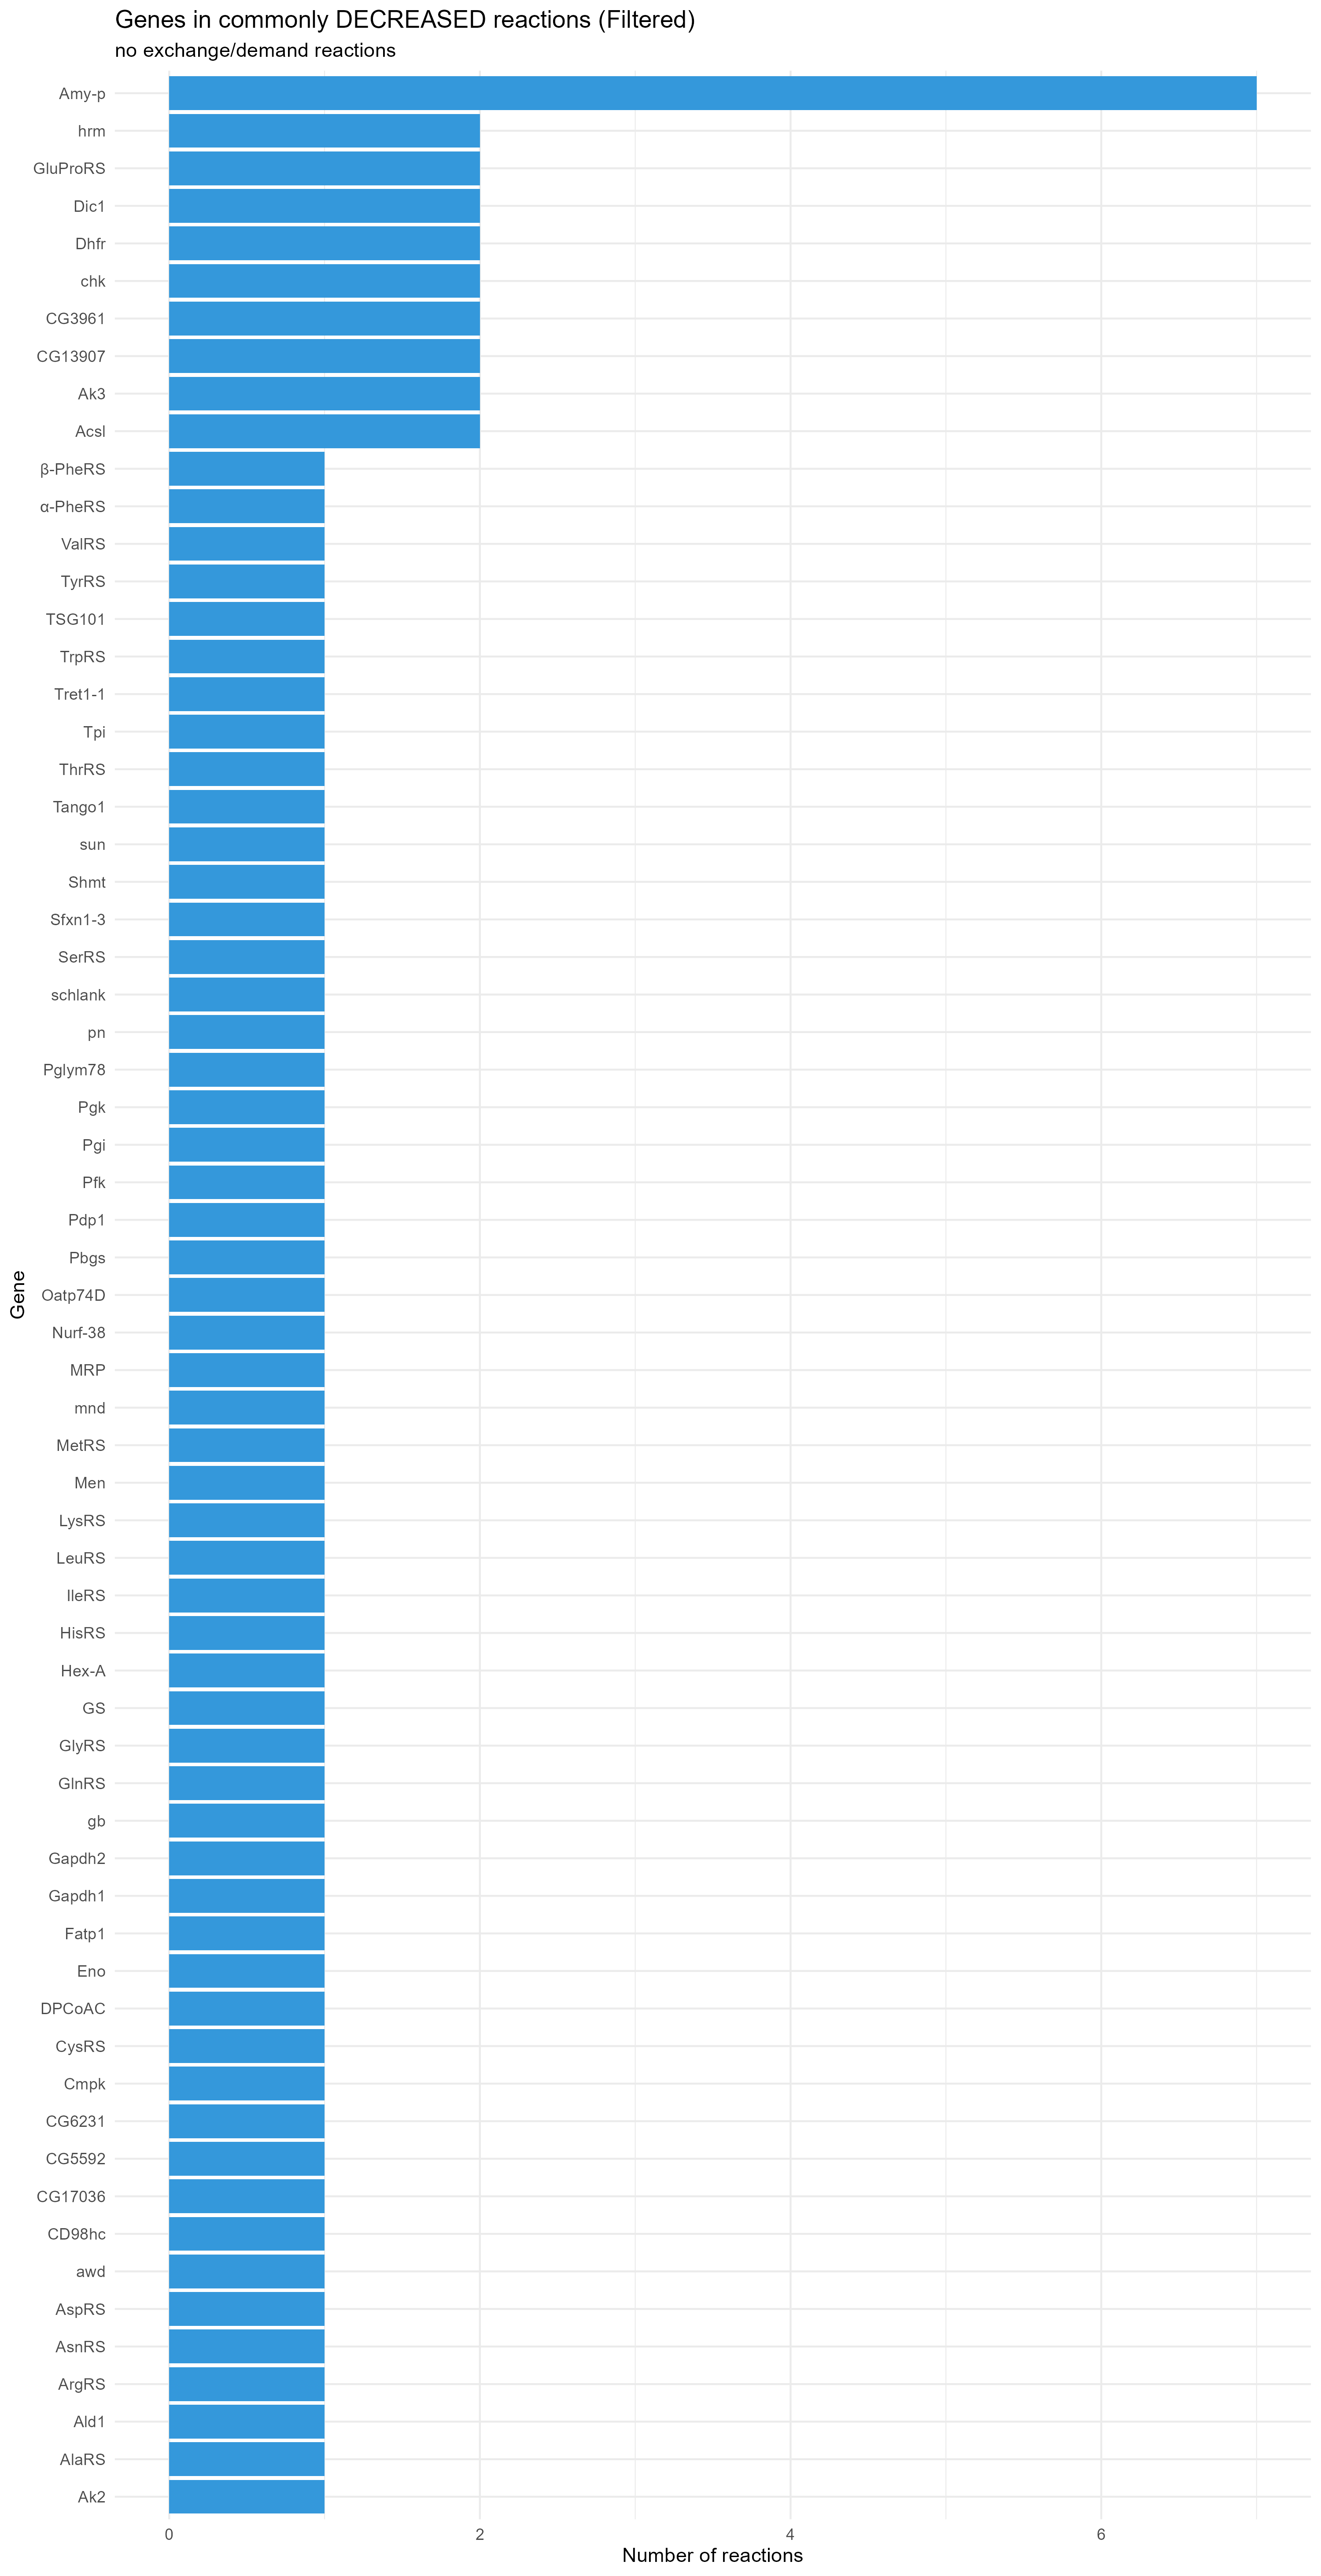 Genes in commonly DECREASED reactions (Filtered)
no exchange/demand reactions
Amy-p
hrm
GluProRS
Dic1
Dhfr
chk
CG3961
CG13907
Ak3
Acsl
β-PheRS
α-PheRS
ValRS
TyrRS
TSG101
TrpRS
Tret1-1
Tpi
ThrRS
Tango1
sun
Shmt
Sfxn1-3
SerRS
schlank
pn
Pglym78
Pgk
Pgi
Pfk
Pdp1
Pbgs
Oatp74D
Nurf-38
MRP
mnd
MetRS
Men
LysRS
LeuRS
IleRS
HisRS
Hex-A
GS
GlyRS
GlnRS
gb
Gapdh2
Gapdh1
Fatp1
Eno
DPCoAC
CysRS
Cmpk
CG6231
CG5592
CG17036
CD98hc
awd
AspRS
AsnRS
ArgRS
Ald1
AlaRS
Ak2
Gene
0 2 4 6
Number of reactions